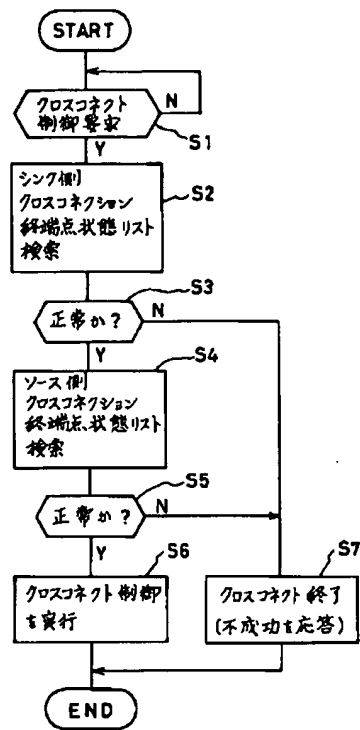 START
クロスコネクト
制御要求
N
S1
Y
シンク側
クロスコネクション
終端点状態リスト
検索
S2
S3
正常か?
N
Y
S4
ソース側
クロスコネクション
終端点状態リスト
検索
S5
正常か?
N
Y
S6
S7
クロスコネクト制御
を実行
クロスコネクト終了
(不成功を応答)
END